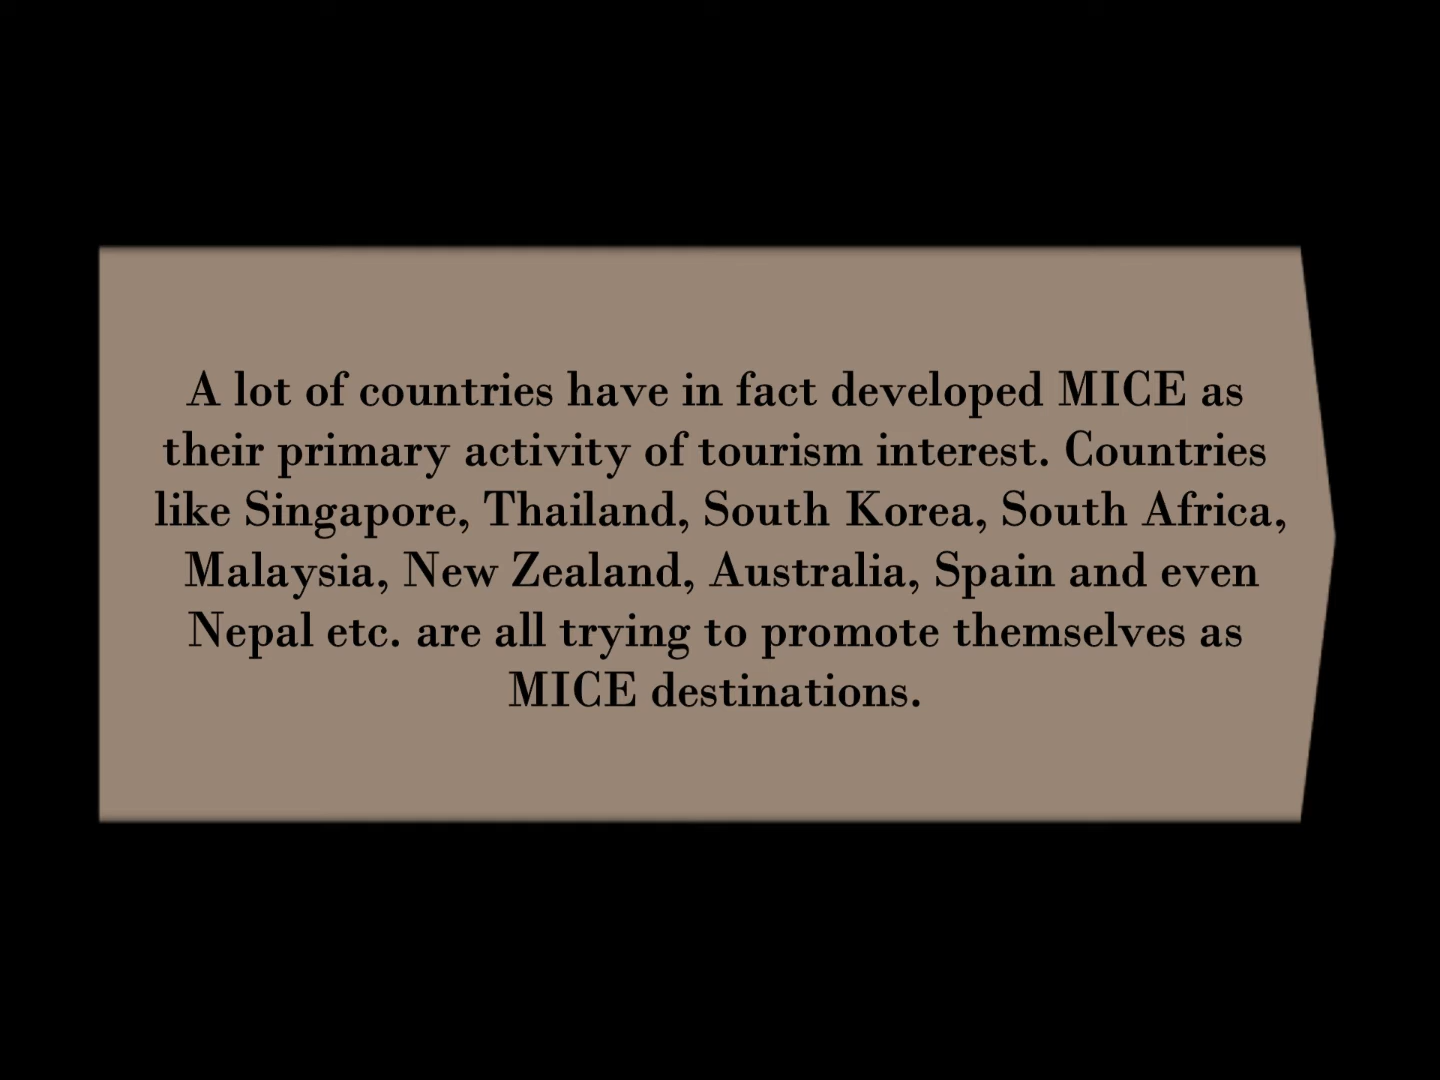 A lot of countries have in fact developed MICE as
their primary activity of tourism interest. Countries
like Singapore, Thailand, South Korea, South Africa,
Malaysia, New Zealand, Australia, Spain and even
Nepal etc. are all trying to promote themselves as
MICE destinations.